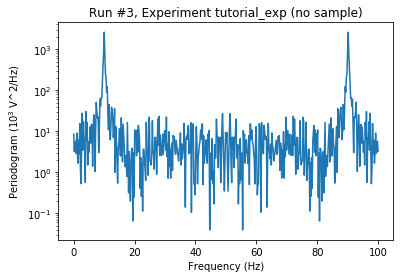 Run #3, Experiment tutorial_exp (no sample)
Periodogram (10³ V^2/Hz)
10³
10²
10¹
10⁰
10⁻¹
0 20 40 60 80 100
Frequency (Hz)